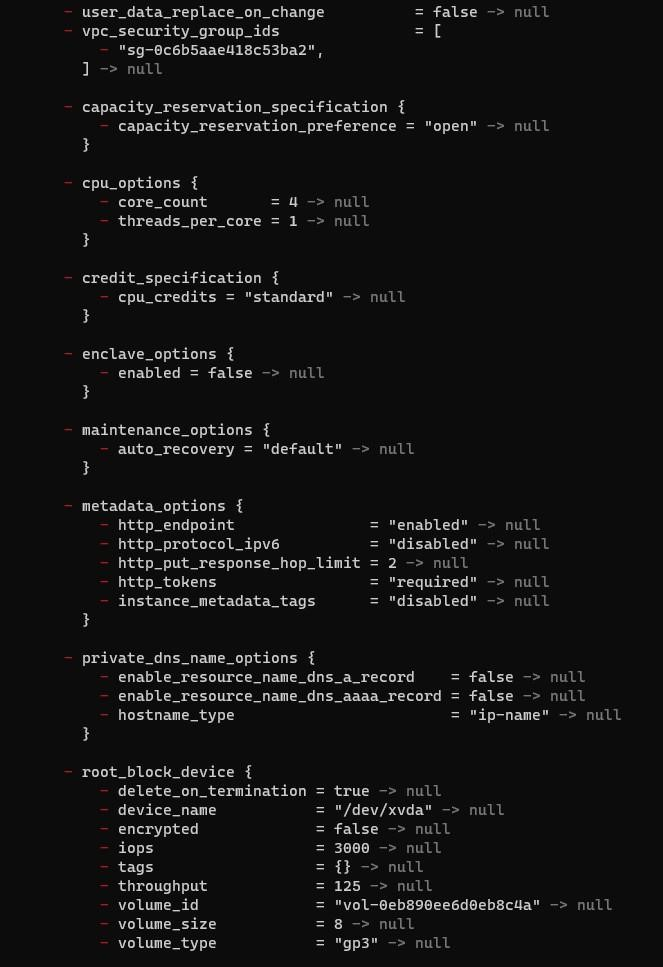 - user_data_replace_on_change          = false -> null
- vpc_security_group_ids               = [
    - "sg-0c6b5aae418c53ba2",
  ] -> null

- capacity_reservation_specification {
    - capacity_reservation_preference = "open" -> null
  }

- cpu_options {
    - core_count       = 4 -> null
    - threads_per_core = 1 -> null
  }

- credit_specification {
    - cpu_credits = "standard" -> null
  }

- enclave_options {
    - enabled = false -> null
  }

- maintenance_options {
    - auto_recovery = "default" -> null
  }

- metadata_options {
    - http_endpoint               = "enabled" -> null
    - http_protocol_ipv6          = "disabled" -> null
    - http_put_response_hop_limit = 2 -> null
    - http_tokens                 = "required" -> null
    - instance_metadata_tags      = "disabled" -> null
  }

- private_dns_name_options {
    - enable_resource_name_dns_a_record    = false -> null
    - enable_resource_name_dns_aaaa_record = false -> null
    - hostname_type                        = "ip-name" -> null
  }

- root_block_device {
    - delete_on_termination = true -> null
    - device_name           = "/dev/xvda" -> null
    - encrypted             = false -> null
    - iops                  = 3000 -> null
    - tags                  = {} -> null
    - throughput            = 125 -> null
    - volume_id             = "vol-0eb890ee6d0eb8c4a" -> null
    - volume_size           = 8 -> null
    - volume_type           = "gp3" -> null